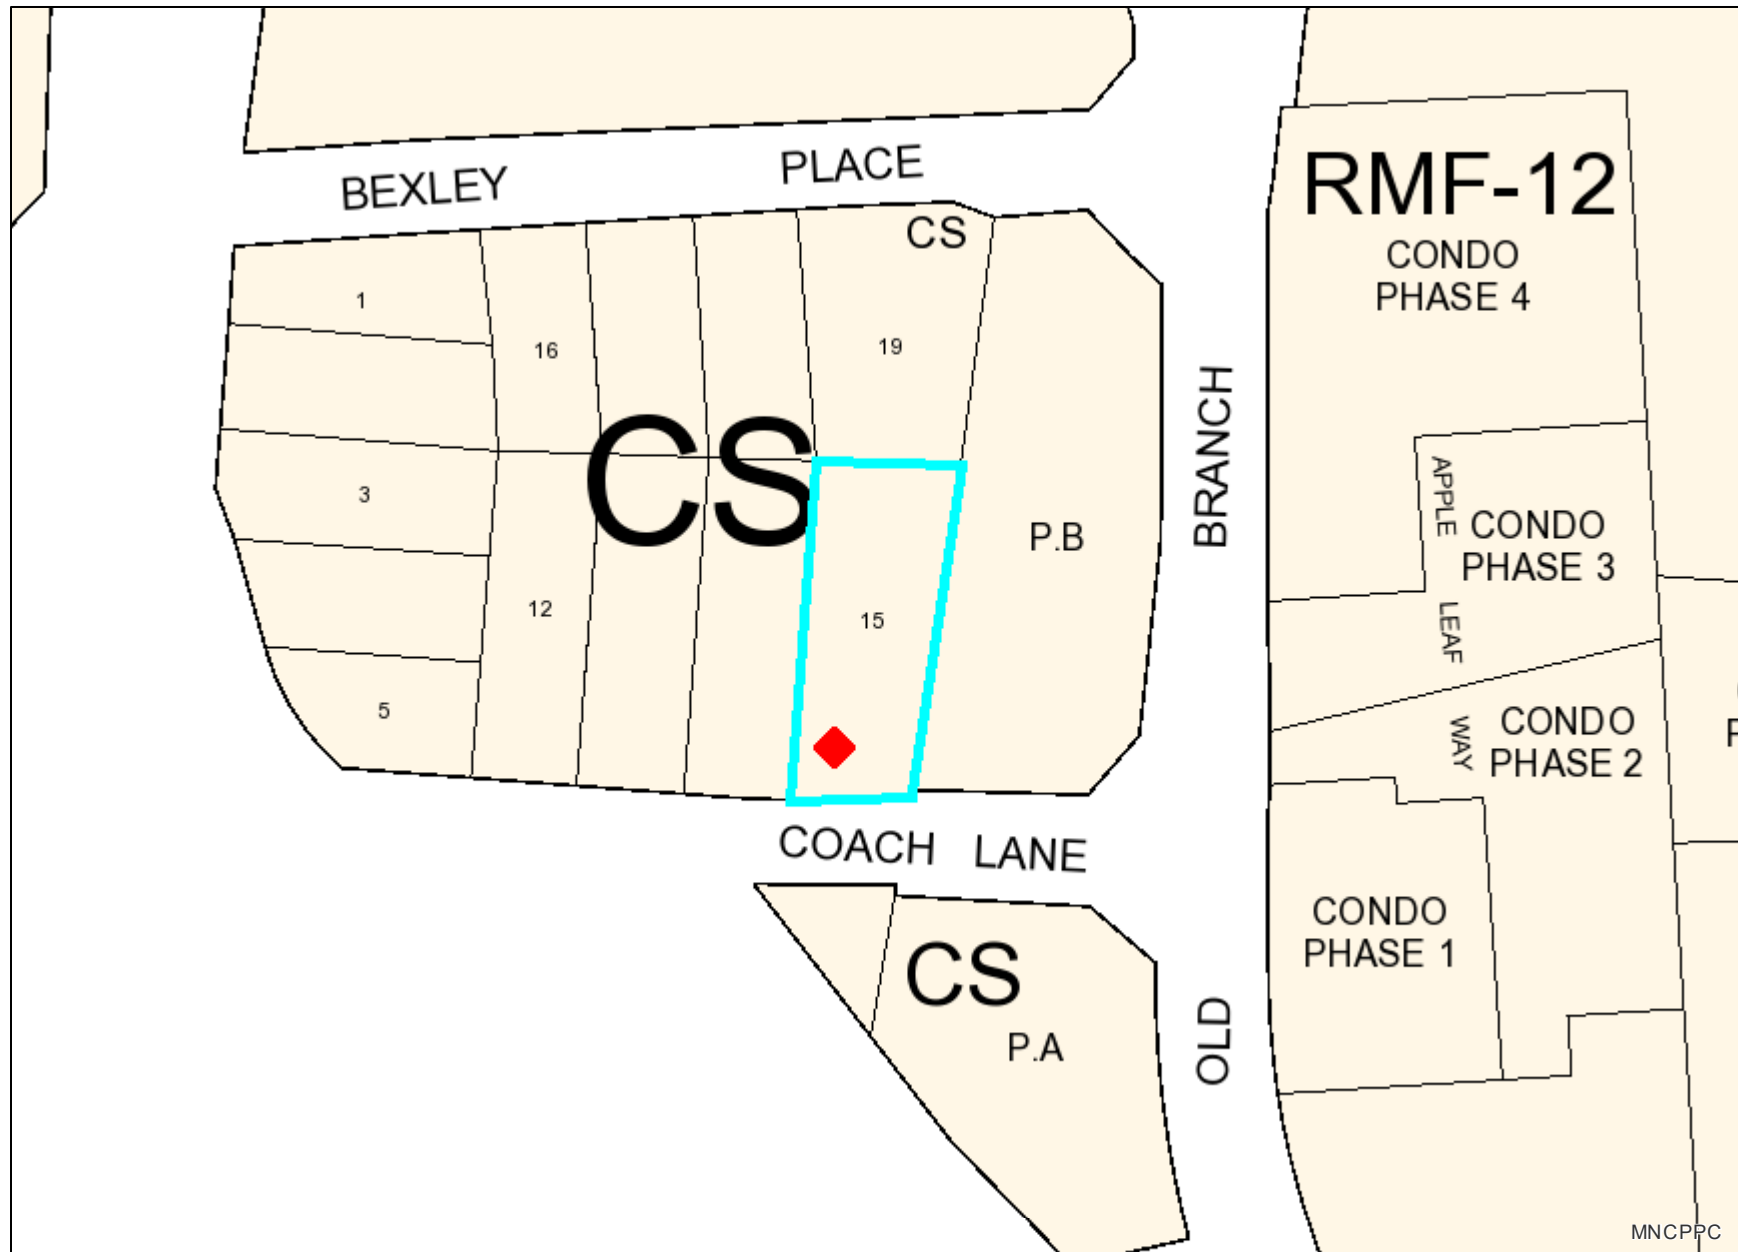 BEXLEY PLACE
RMF-12
CS
CONDO
PHASE 4
1
16
19
BRANCH
CS
APPLE
3
CONDO
PHASE 3
P.B
12
15
LEAF
5
CONDO
PHASE 2
WAY
COACH LANE
CONDO
PHASE 1
CS
P.A
OLD
MNCPPC